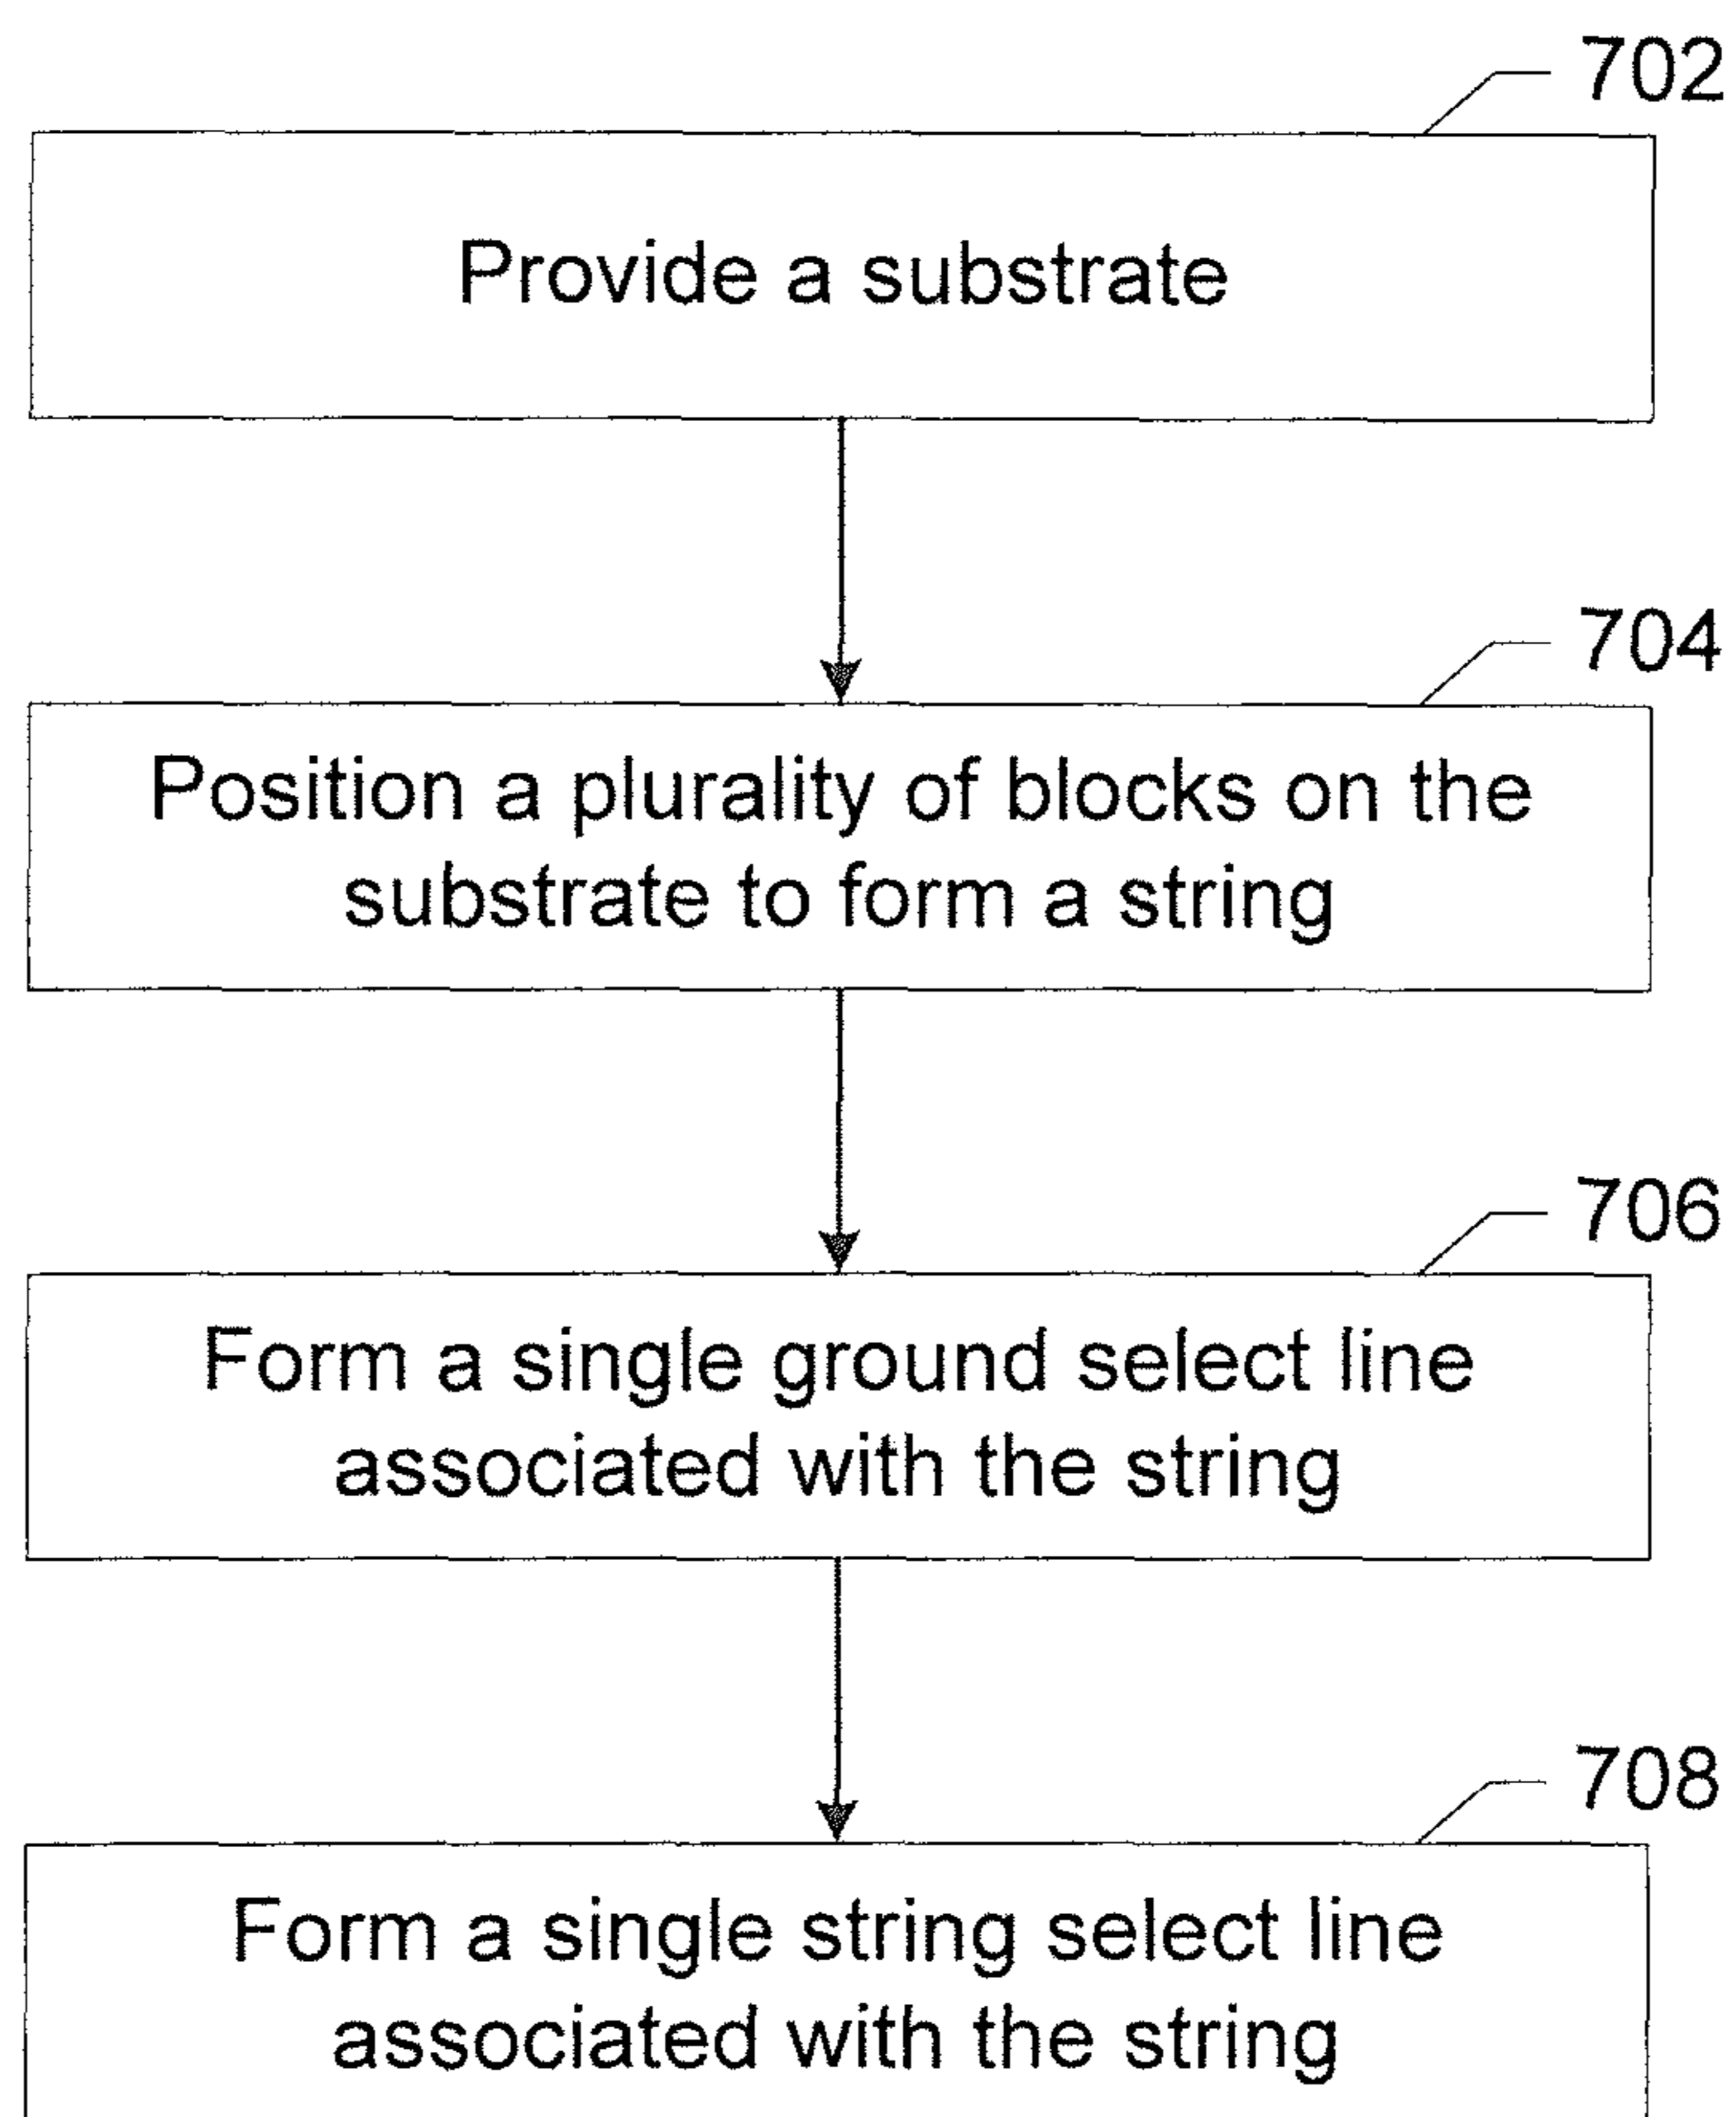 702
Provide a substrate
704
Position a plurality of blocks on the
substrate to form a string
706
Form a single ground select line
associated with the string
708
Form a single string select line
associated with the string